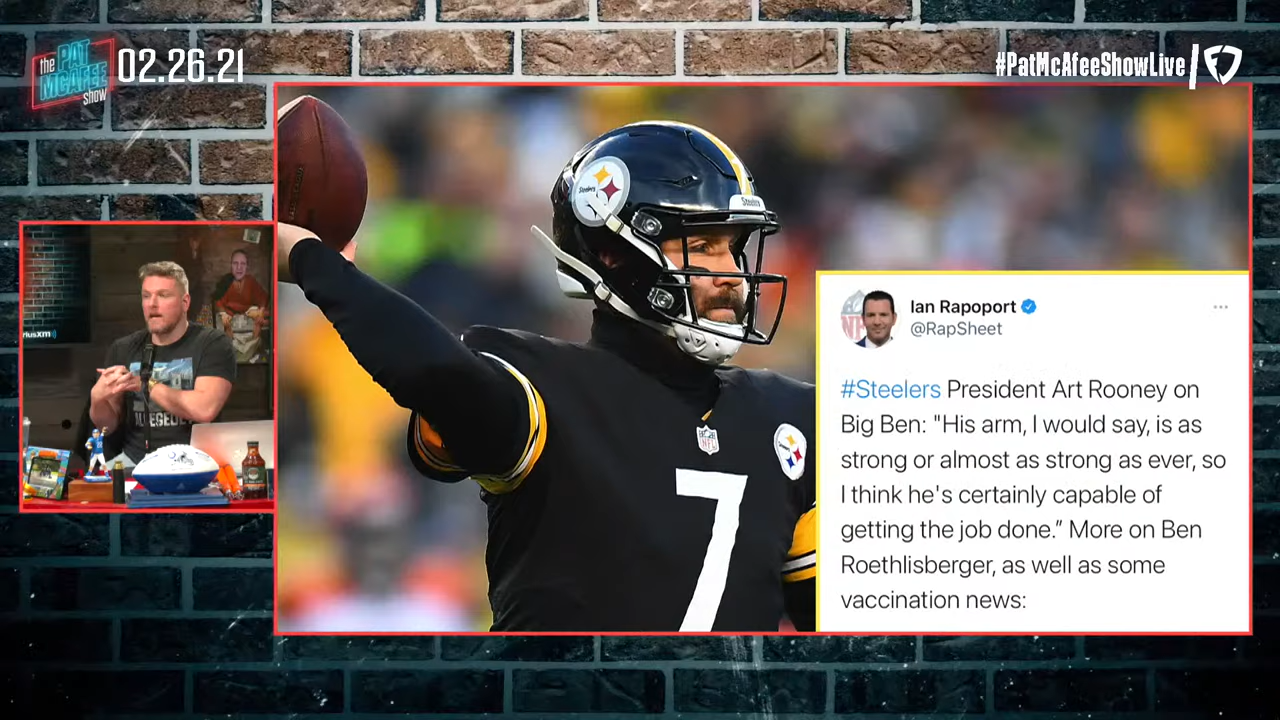 the
PAT
MCAFEE
show
02.26.21
#PatMcAfeeShowLive
riusxm
Steelers
Steelers
NFL
7
Ian Rapoport
@RapSheet
#Steelers President Art Rooney on
Big Ben: "His arm, I would say, is as
strong or almost as strong as ever, so
I think he's certainly capable of
getting the job done.” More on Ben
Roethlisberger, as well as some
vaccination news: